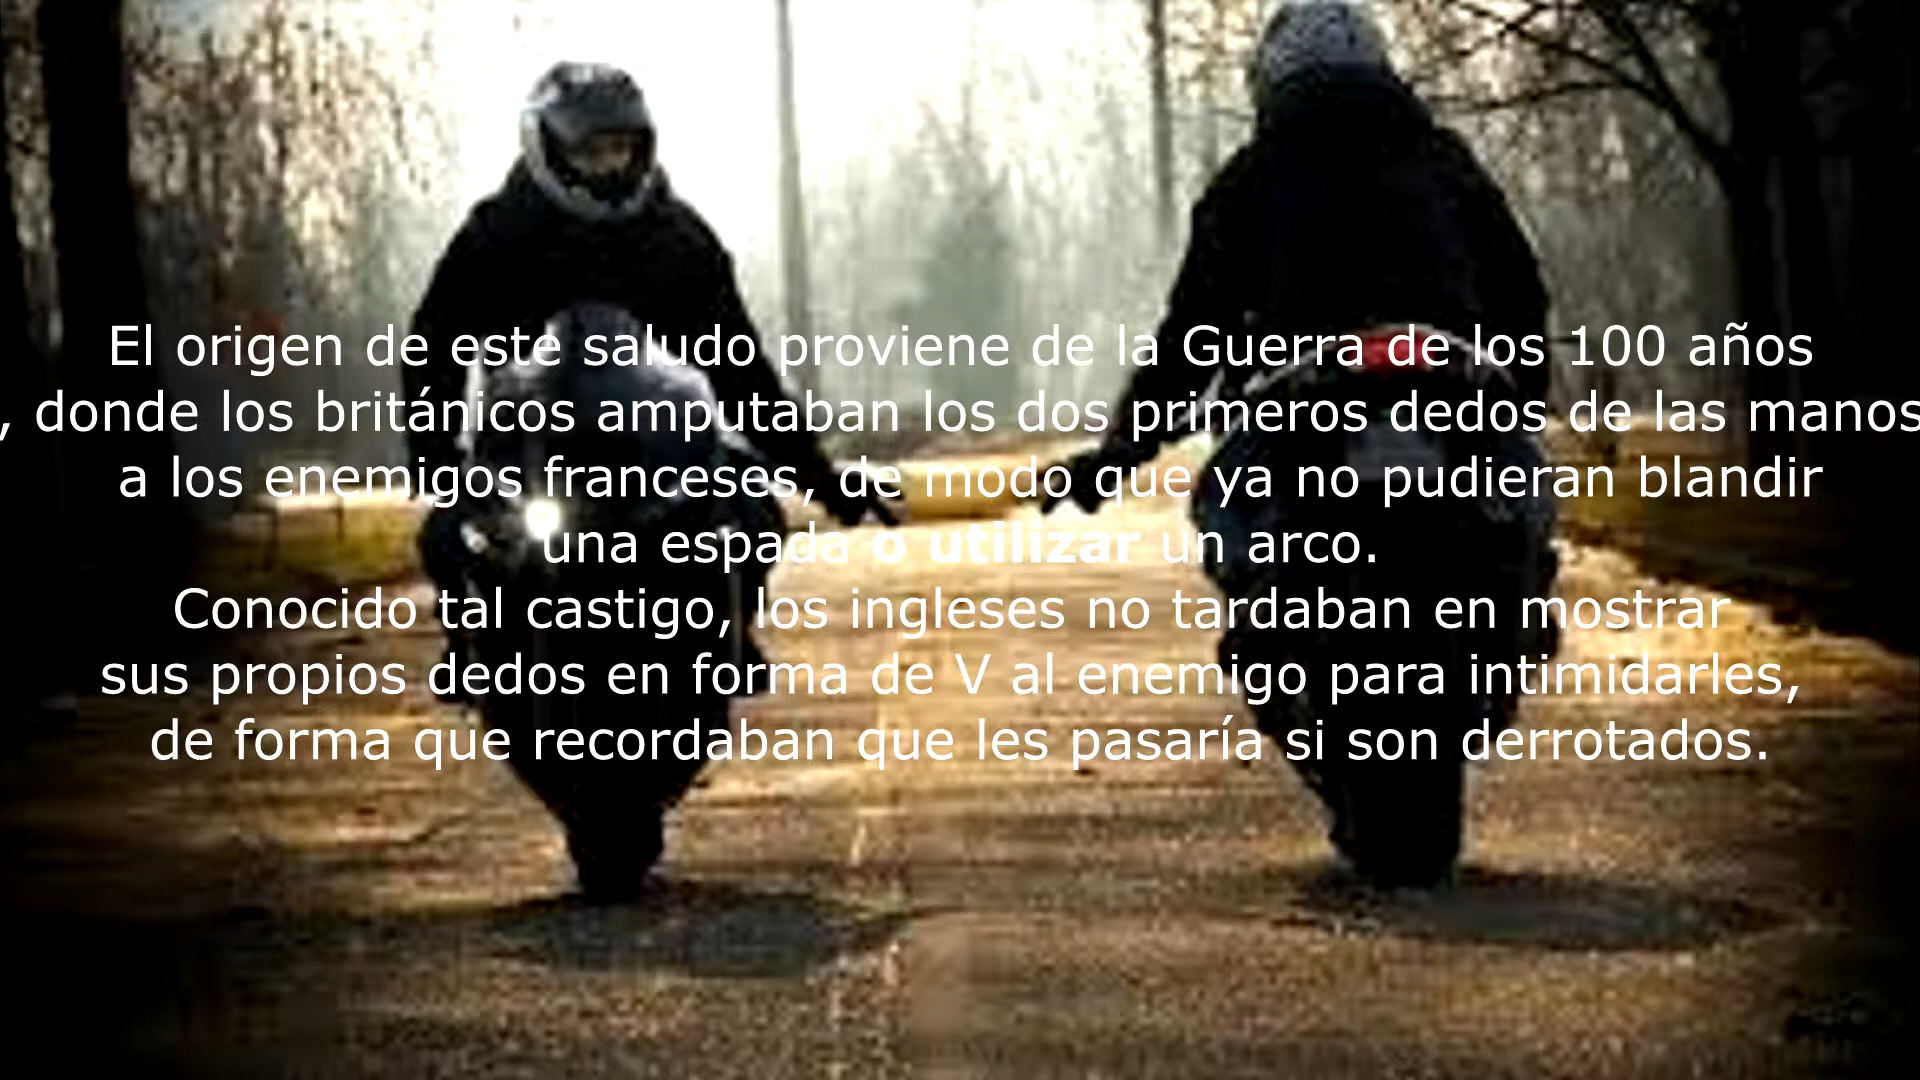 El origen de este saludo proviene de la Guerra de los 100 años
, donde los británicos amputaban los dos primeros dedos de las manos
a los enemigos franceses, de modo que ya no pudieran blandir
una espada o utilizar un arco.
Conocido tal castigo, los ingleses no tardaban en mostrar
sus propios dedos en forma de V al enemigo para intimidarles,
de forma que recordaban que les pasaría si son derrotados.